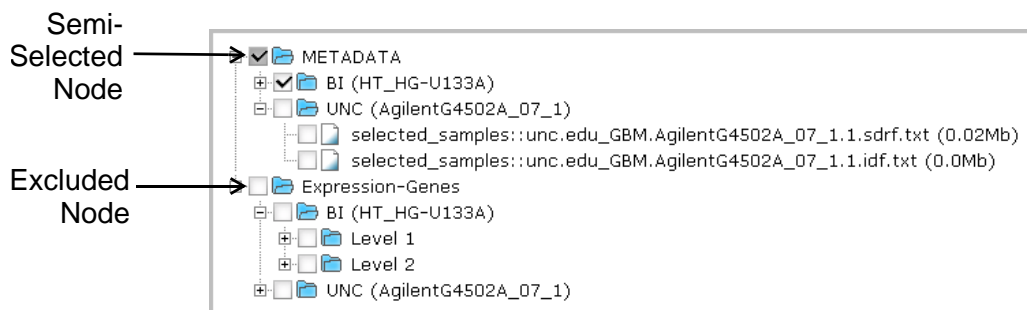 Semi-
Selected
Node
METADATA
BI (HT_HG-U133A)
UNC (AgilentG4502A_07_1)
selected_samples::unc.edu_GBM.AgilentG4502A_07_1.1.sdrf.txt (0.02Mb)
selected_samples::unc.edu_GBM.AgilentG4502A_07_1.1.idf.txt (0.0Mb)
Excluded
Node
Expression-Genes
BI (HT_HG-U133A)
Level 1
Level 2
UNC (AgilentG4502A_07_1)